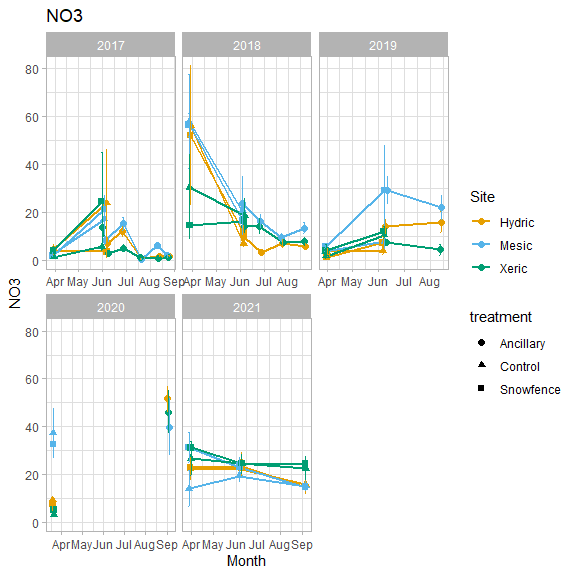 NO3
2017
2018
2019
80
60
40
20
0
Apr May Jun Jul Aug Sep
Apr May Jun Jul Aug
Apr May Jun Jul Aug
2020
2021
80
60
40
20
0
Apr May Jun Jul Aug Sep
Apr May Jun Jul Aug Sep
Month
NO3
Site
Hydric
Mesic
Xeric
treatment
Ancillary
Control
Snowfence